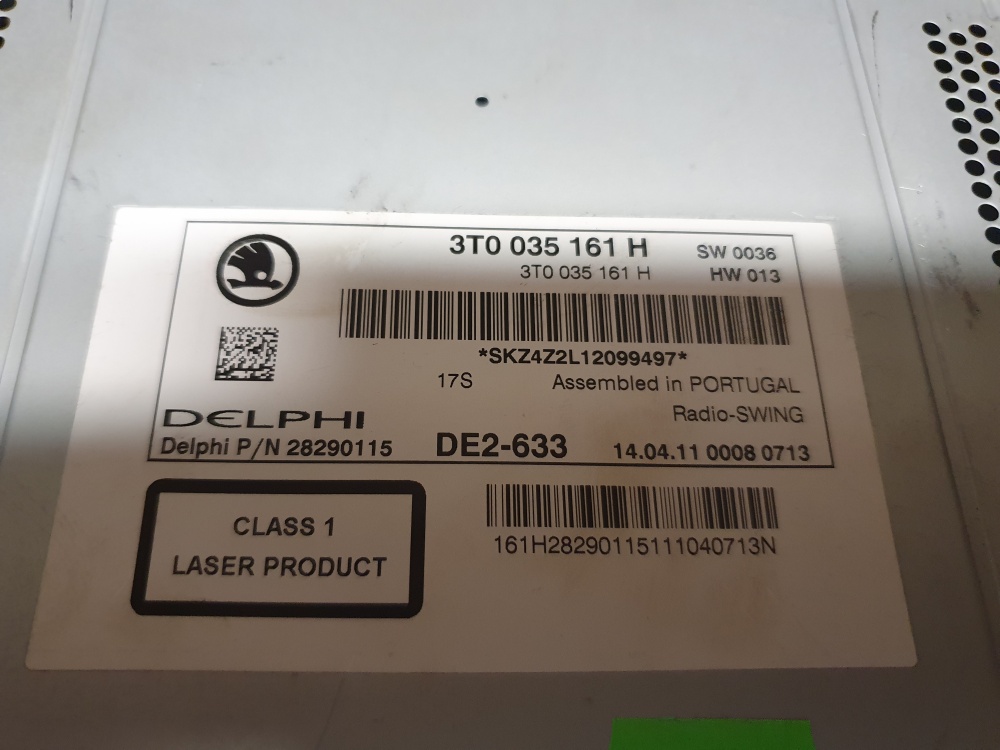 3T0 035 161 H SW 0036
3T0 035 161 H HW 013
*SKZ4Z2L12099497*
17S Assembled in PORTUGAL
DELPHI Radio-SWING
Delphi P/N 28290115 DE2-633 14.04.11 0008 0713
CLASS 1
LASER PRODUCT
161H28290115111040713N